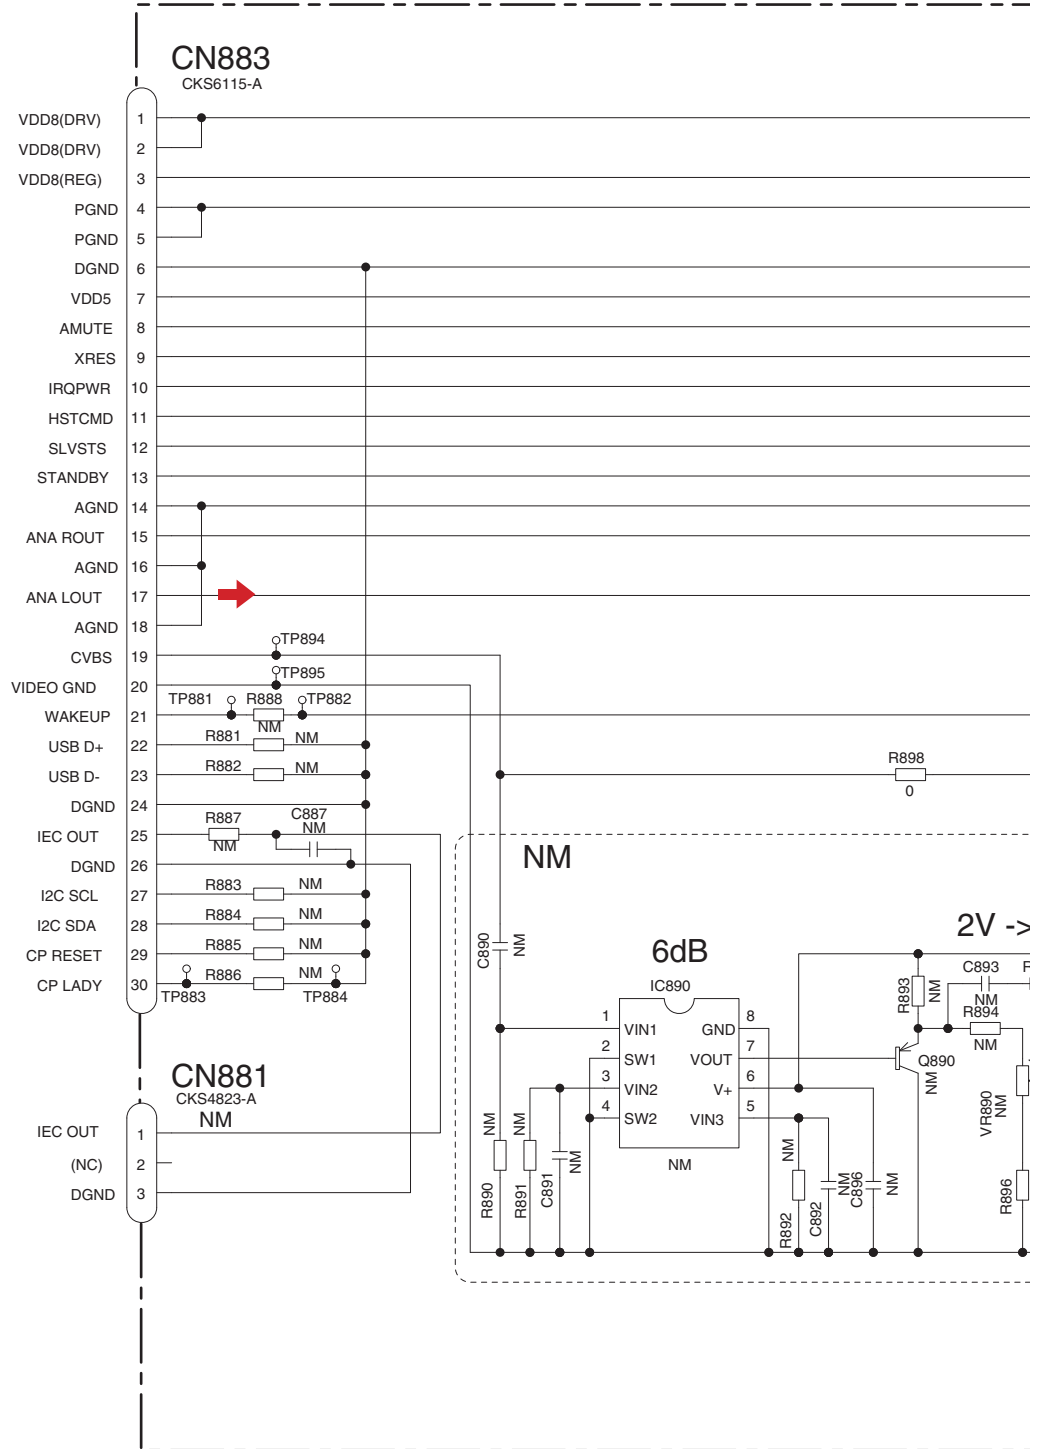 CN883
CKS6115-A
VDD8(DRV) 1
VDD8(DRV) 2
VDD8(REG) 3
PGND 4
PGND 5
DGND 6
VDD5 7
AMUTE 8
XRES 9
IRQPWR 10
HSTCMD 11
SLVSTS 12
STANDBY 13
AGND 14
ANA ROUT 15
AGND 16
ANA LOUT 17
AGND 18
TP894
CVBS 19
TP895
VIDEO GND 20
TP881 R888 TP882
WAKEUP 21
NM
R881 NM
USB D+ 22
R882 NM
USB D- 23
R898
0
DGND 24
R887 C887
NM
IEC OUT 25
NM
DGND 26
NM
R883 NM
I2C SCL 27
R884 NM
I2C SDA 28
R885 NM
CP RESET 29
R886 NM
CP LADY 30
TP883 TP884
C890 NM
6dB
2V ->
IC890
R893 NM
C893
NM
R894
NM
1 VIN1 GND 8
2 SW1 VOUT 7
3 VIN2 V+ 6
4 SW2 VIN3 5
NM
Q890
NM
VR890
NM
CN881
CKS4823-A
NM
IEC OUT 1
(NC) 2
DGND 3
R890 NM
R891 NM
C891 NM
R892 NM
C892 NM
C896 NM
R896